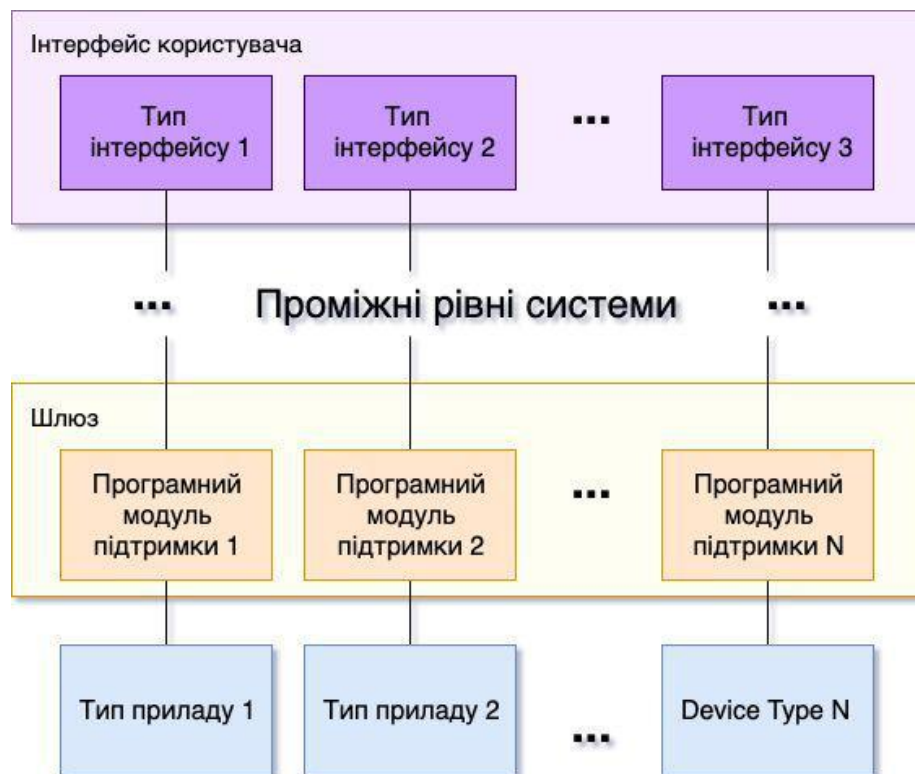 Інтерфейс користувача
Тип
інтерфейсу 1
Тип
інтерфейсу 2
...
Тип
інтерфейсу 3
...
Проміжні рівні системи
...
Шлюз
Програмний
модуль
підтримки 1
Програмний
модуль
підтримки 2
...
Програмний
модуль
підтримки N
Тип приладу 1
Тип приладу 2
...
Device Type N